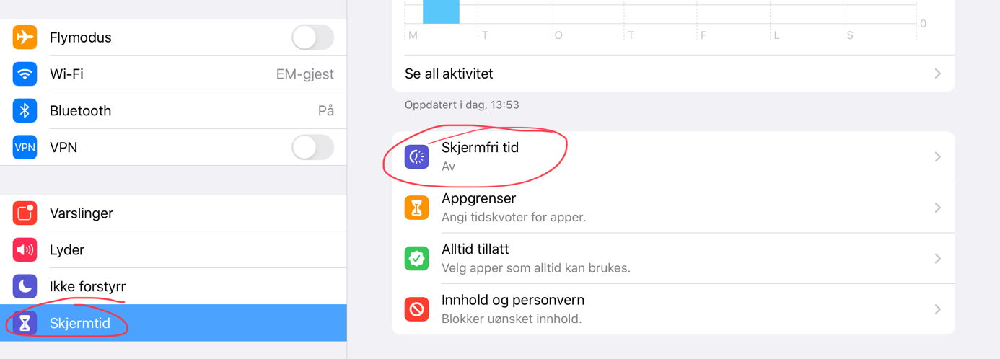 Flymodus
Wi-Fi
EM-gjest
Bluetooth
På
VPN
VPN
Varslinger
Lyder
Ikke forstyrr
Skjermtid
0
M T O T F L S
Se all aktivitet
Oppdatert i dag, 13:53
Skjermfri tid
Av
Appgrenser
Angi tidskvoter for apper.
Alltid tillatt
Velg apper som alltid kan brukes.
Innhold og personvern
Blokker uønsket innhold.